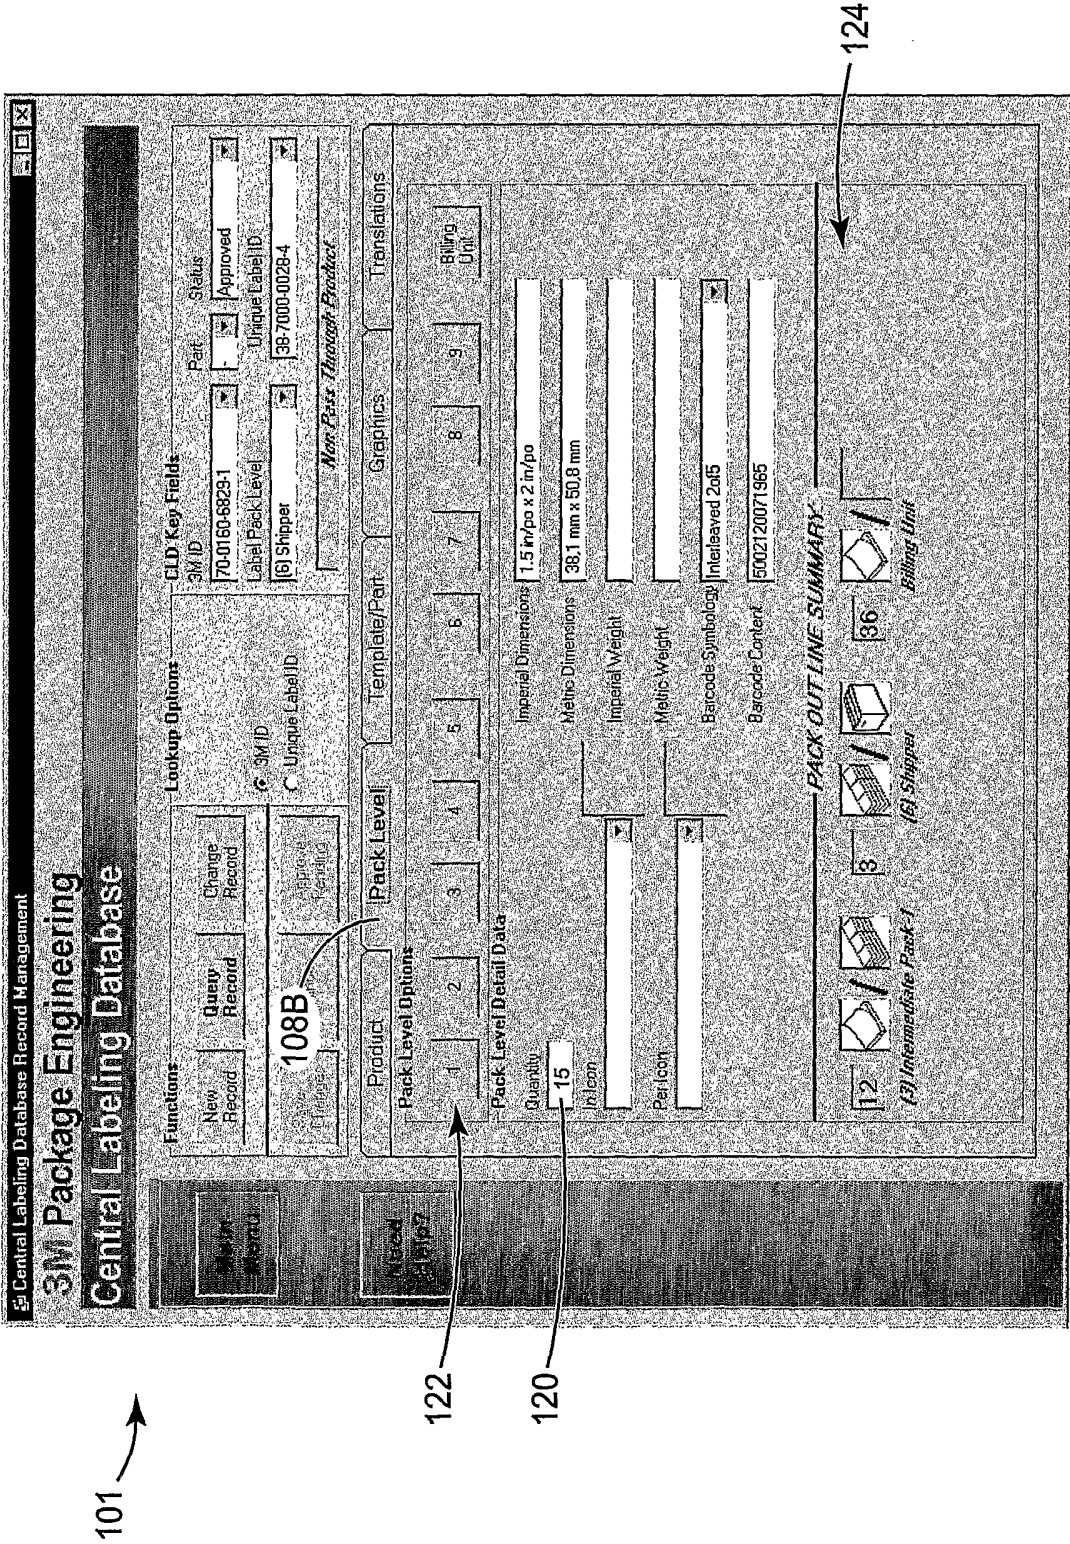 Central Labeling Database Record Management
3M Package Engineering
Central Labeling Database
Main Menu
Need Help?
Functions
New Record
Query Record
Change Record
Lookup Options
3M ID
Unique Label ID
CLD Key Fields
3M ID
Part
Status
70-0160-6829-1
-
Approved
Label Pack Level
Unique Label ID
(6) Shipper
38-7000-0028-4
Non Pass Through Product
Product
Pack Level
Template/Part
Graphics
Translations
108B
Pack Level Options
1
2
3
4
5
6
7
8
9
Billing Unit
Pack Level Detail Data
Quantity
15
In Icon
Per Icon
Imperial Dimensions
1.5 in/po x 2 in/po
Metric Dimensions
38,1 mm x 50,8 mm
Imperial Weight
Metric Weight
Barcode Symbology
Interleaved 2of5
Barcode Content
5002120071965
PACK OUT LINE SUMMARY
12
/
3
/
36
/
(3) Intermediate Pack-1
(6) Shipper
Billing Unit
101
122
120
124